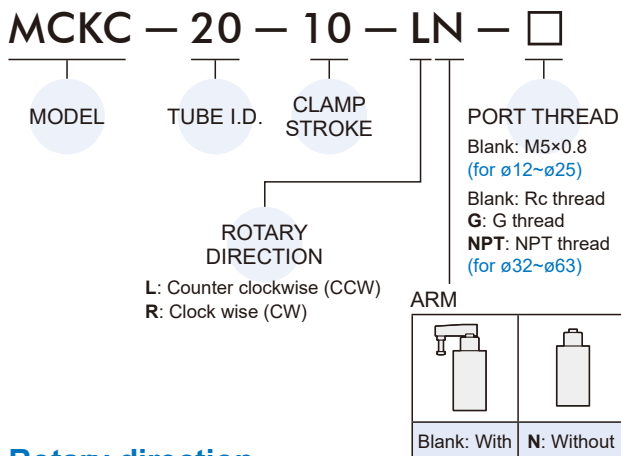 MCKC — 20 — 10 — LN — □
MODEL
TUBE I.D.
CLAMP
STROKE
PORT THREAD
Blank: M5×0.8
(for ø12~ø25)
Blank: Rc thread
G: G thread
NPT: NPT thread
(for ø32~ø63)
ROTARY
DIRECTION
L: Counter clockwise (CCW)
R: Clock wise (CW)
ARM
Blank: With
N: Without
Rotary direction